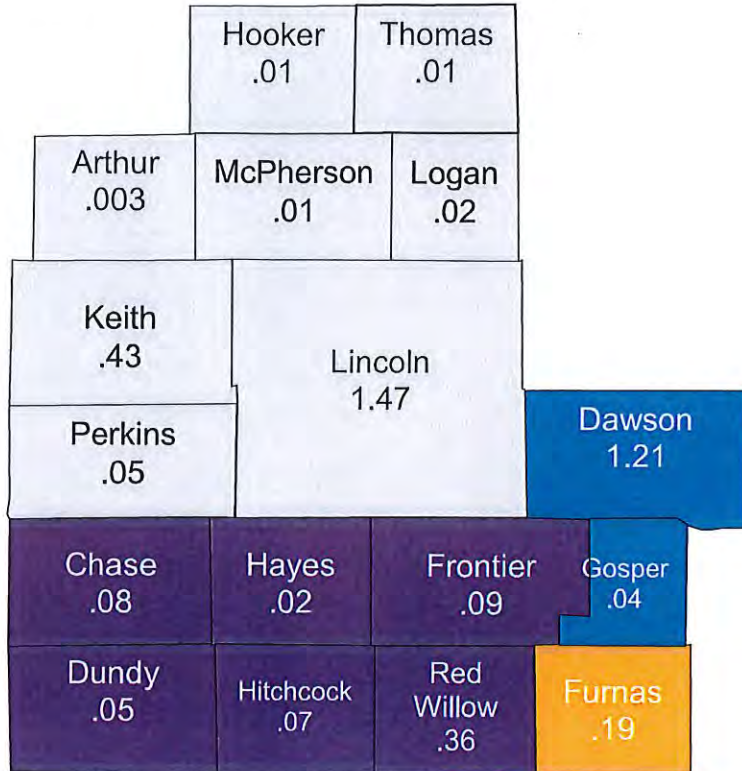 Hooker
.01
Thomas
.01
Arthur
.003
McPherson
.01
Logan
.02
Keith
.43
Lincoln
1.47
Perkins
.05
Dawson
1.21
Chase
.08
Hayes
.02
Frontier
.09
Gosper
.04
Dundy
.05
Hitchcock
.07
Red
Willow
.36
Furnas
.19